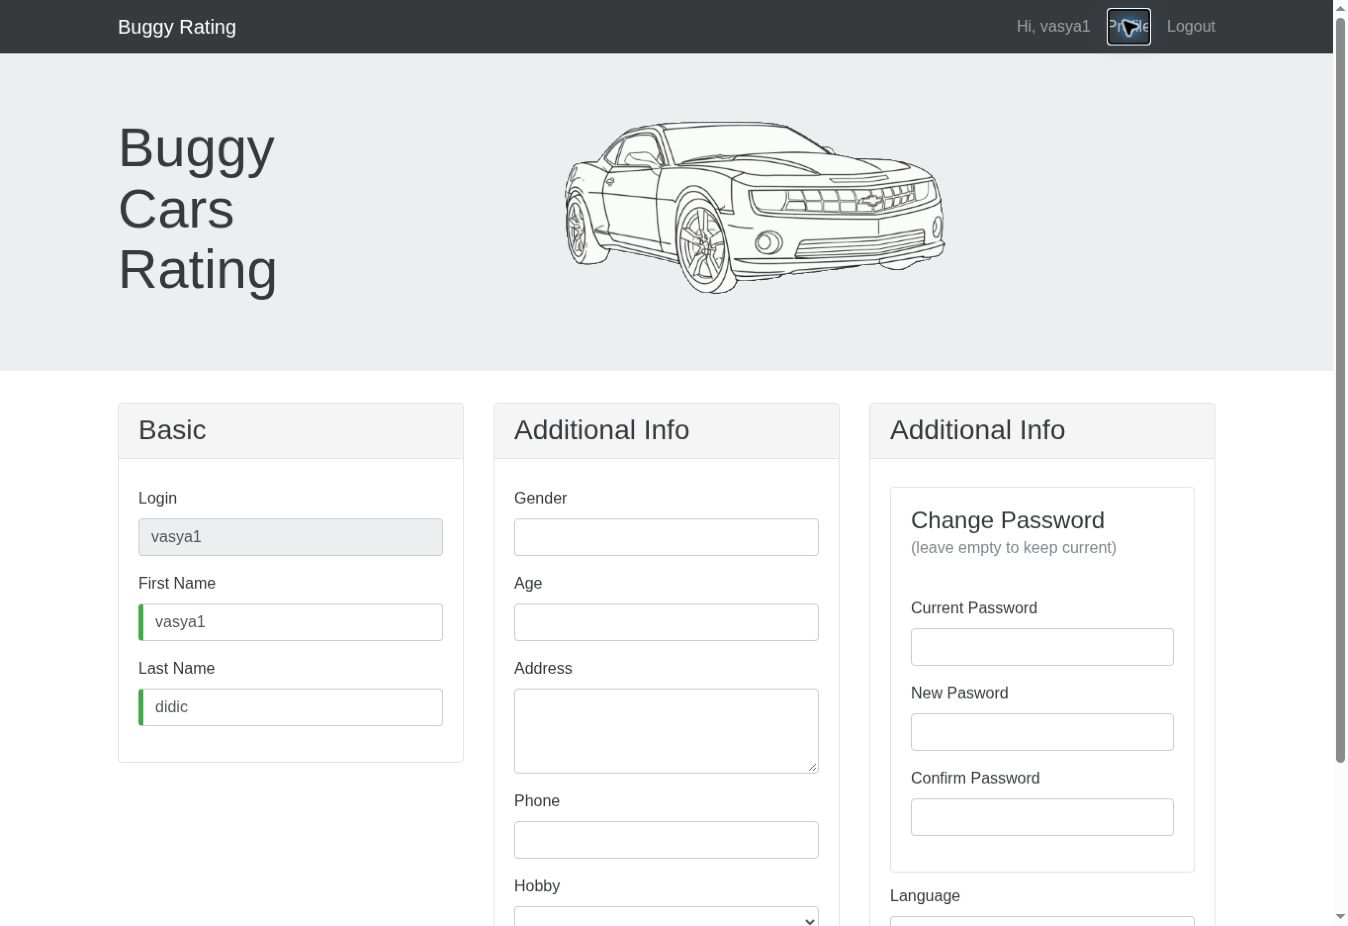 Buggy Rating
Hi, vasya1
Profile
Logout
Buggy
Cars
Rating
Basic
Login
vasya1
First Name
vasya1
Last Name
didic
Additional Info
Gender
Age
Address
Phone
Hobby
Additional Info
Change Password
(leave empty to keep current)
Current Password
New Pasword
Confirm Password
Language